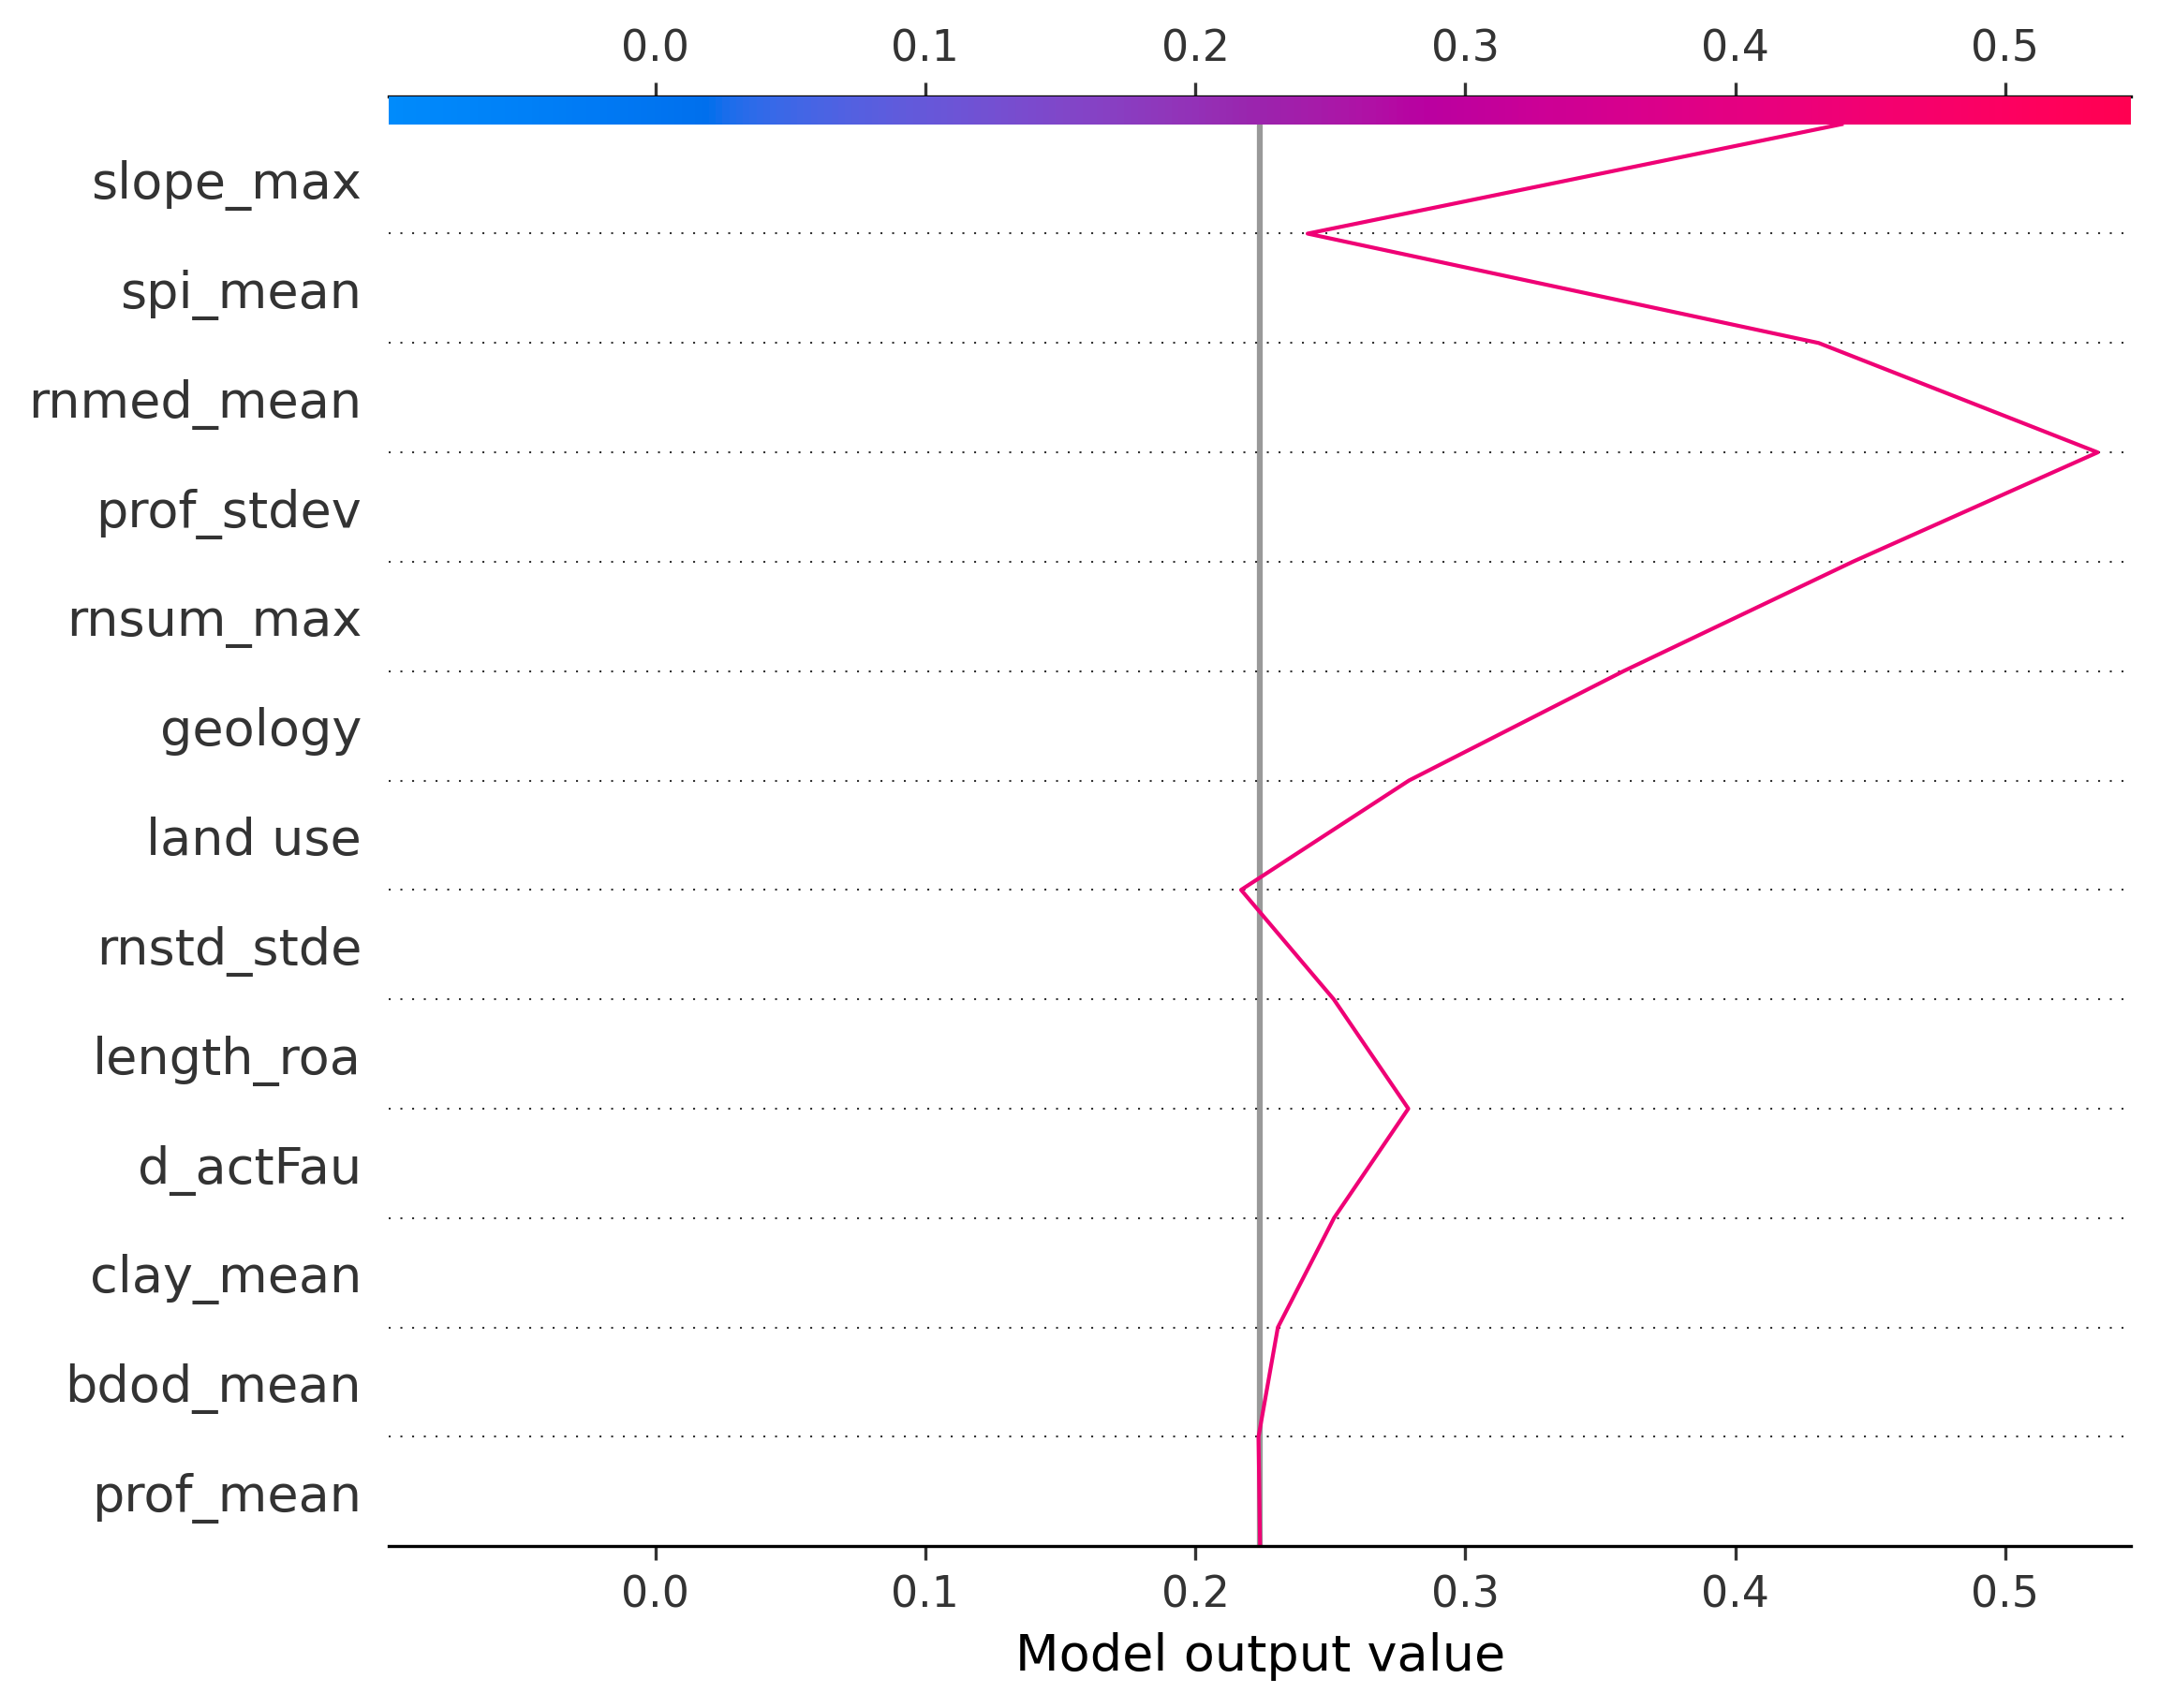 0.0 0.1 0.2 0.3 0.4 0.5
slope_max
spi_mean
rnmed_mean
prof_stdev
rnsum_max
geology
land use
rnstd_stde
length_roa
d_actFau
clay_mean
bdod_mean
prof_mean
0.0 0.1 0.2 0.3 0.4 0.5
Model output value